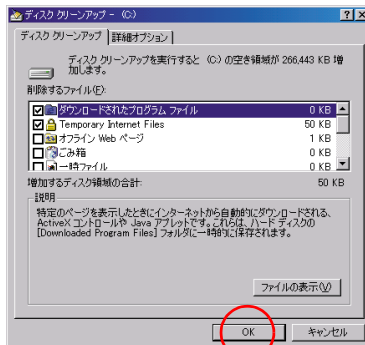 ディスク クリーンアップ - (C:)
ディスク クリーンアップ 詳細オプション
ディスク クリーンアップを実行すると (C:) の空き領域が 266,443 KB 増
加します。
削除するファイル(F):
ダウンロードされたプログラム ファイル 0 KB
Temporary Internet Files 50 KB
オフライン Web ページ 1 KB
ごみ箱 0 KB
一時ファイル 0 KB
増加するディスク領域の合計: 50 KB
説明
特定のページを表示したときにインターネットから自動的にダウンロードされる、
ActiveX コントロールや Java アプレットです。これらは、ハード ディスクの
[Downloaded Program Files] フォルダに一時的に保存されます。
ファイルの表示(V)
OK キャンセル